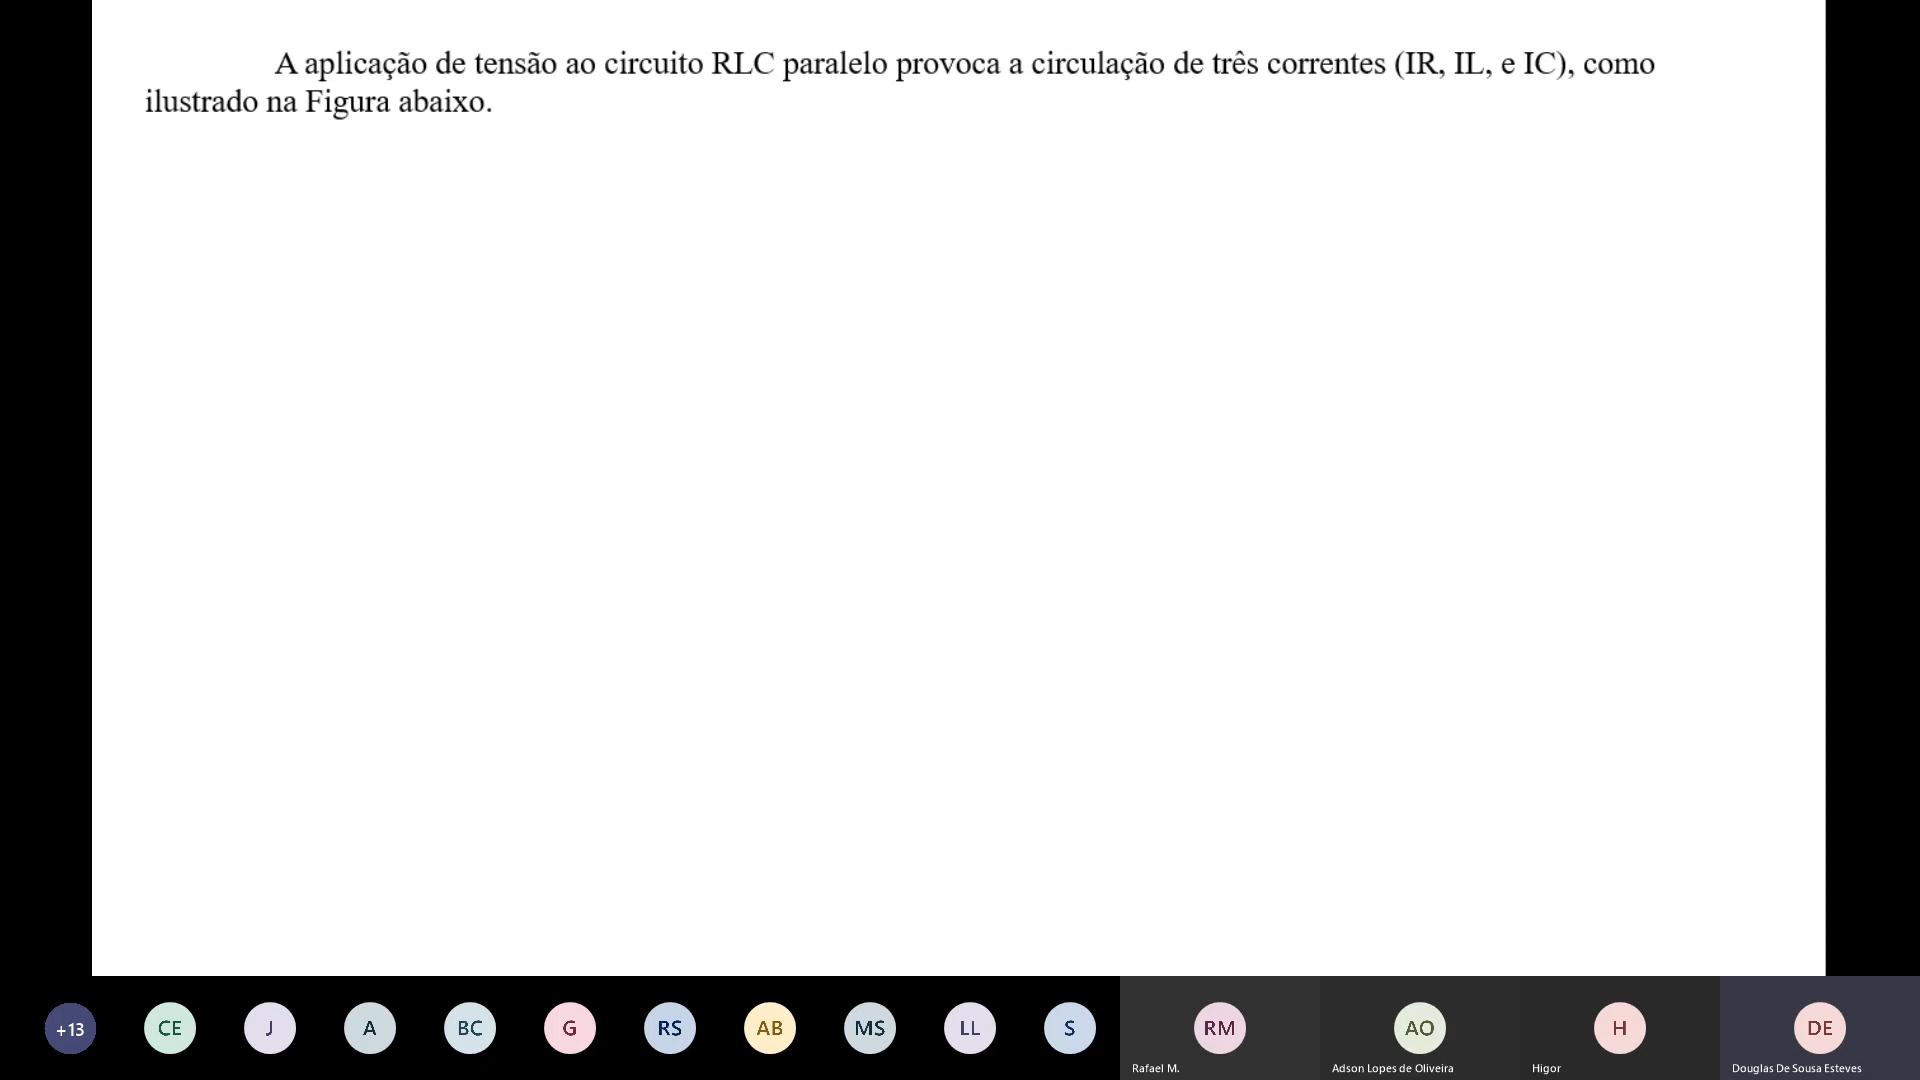 A aplicação de tensão ao circuito RLC paralelo provoca a circulação de três correntes (IR, IL, e IC), como
ilustrado na Figura abaixo.
+13 CE J A BC G RS AB MS LL S RM AO H DE
Rafael M. Adson Lopes de Oliveira Higor Douglas De Sousa Esteves